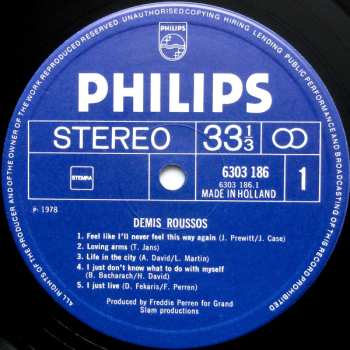 ALL RIGHTS OF THE PRODUCER AND OF THE OWNER OF THE WORK REPRODUCED RESERVED UNAUTHORISED COPYING HIRING LENDING PUBLIC PERFORMANCE AND BROADCASTING OF THIS RECORD PROHIBITED
PHILIPS
PHILIPS
STEREO 33 1/3
STEMRA
6303 186
6303 186.1
MADE IN HOLLAND
1
℗ 1978
DEMIS ROUSSOS
1. Feel like I'll never feel this way again (J. Prewitt/J. Case)
2. Loving arms (T. Jans)
3. Life in the city (A. David/L. Martin)
4. I just don't know what to do with myself
(B. Bacharach/H. David)
5. I just live (D. Fekaris/F. Perren)
Produced by Freddie Perren for Grand
Slam productions